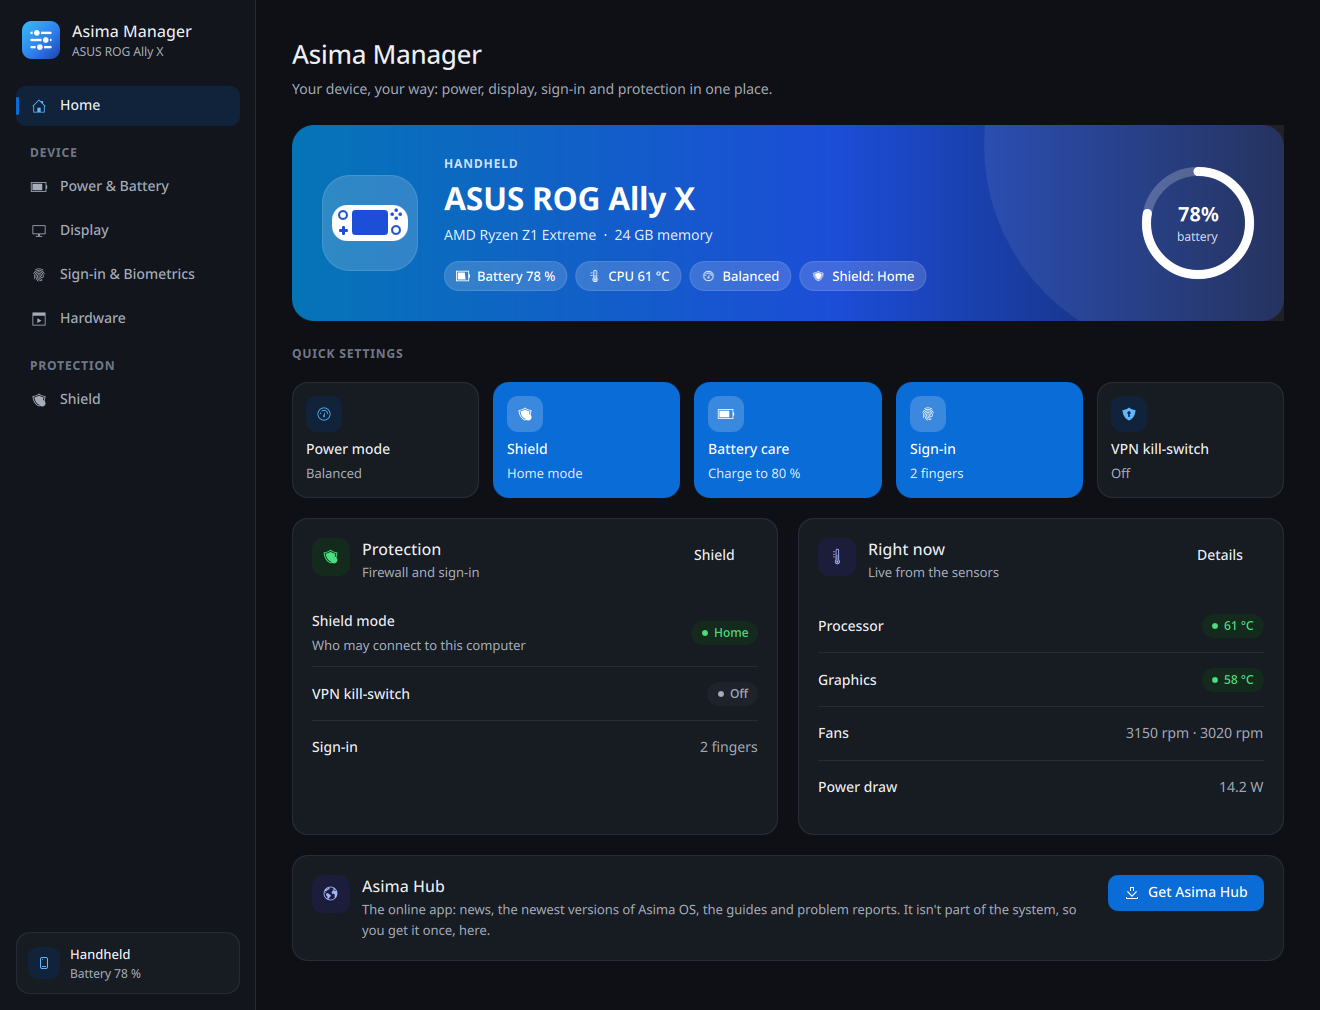 Asima Manager
ASUS ROG Ally X
Home
DEVICE
Power & Battery
Display
Sign-in & Biometrics
Hardware
PROTECTION
Shield
Handheld
Battery 78 %
Asima Manager
Your device, your way: power, display, sign-in and protection in one place.
HANDHELD
ASUS ROG Ally X
AMD Ryzen Z1 Extreme · 24 GB memory
Battery 78 %
CPU 61 °C
Balanced
Shield: Home
78%
battery
QUICK SETTINGS
Power mode
Balanced
Shield
Home mode
Battery care
Charge to 80 %
Sign-in
2 fingers
VPN kill-switch
Off
Protection
Firewall and sign-in
Shield
Shield mode
Who may connect to this computer
Home
VPN kill-switch
Off
Sign-in
2 fingers
Right now
Live from the sensors
Details
Processor
61 °C
Graphics
58 °C
Fans
3150 rpm · 3020 rpm
Power draw
14.2 W
Asima Hub
The online app: news, the newest versions of Asima OS, the guides and problem reports. It isn't part of the system, so
you get it once, here.
Get Asima Hub